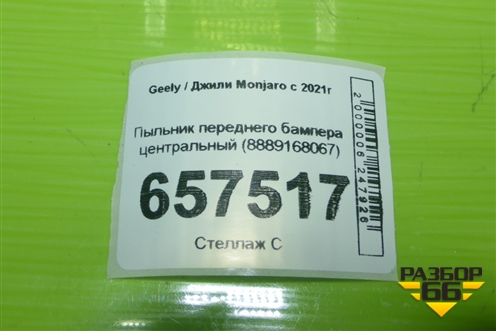 Geely / Джили Monjaro с 2021г
Пыльник переднего бампера
центральный (8889168067)
657517
Стеллаж С
2000006247926
РАЗБОР
66